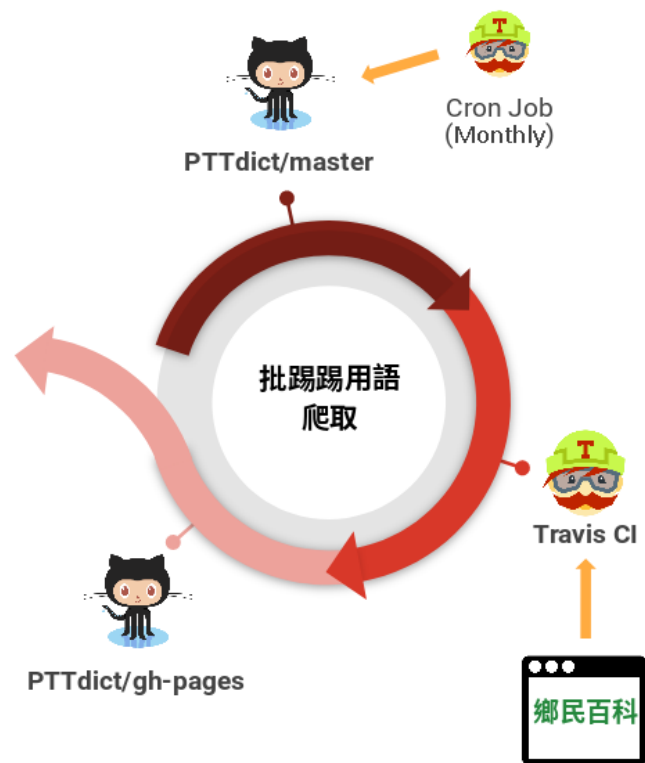 Cron Job
(Monthly)
PTTdict/master
批踢踢用語
爬取
T
T
Travis CI
PTTdict/gh-pages
鄉民百科